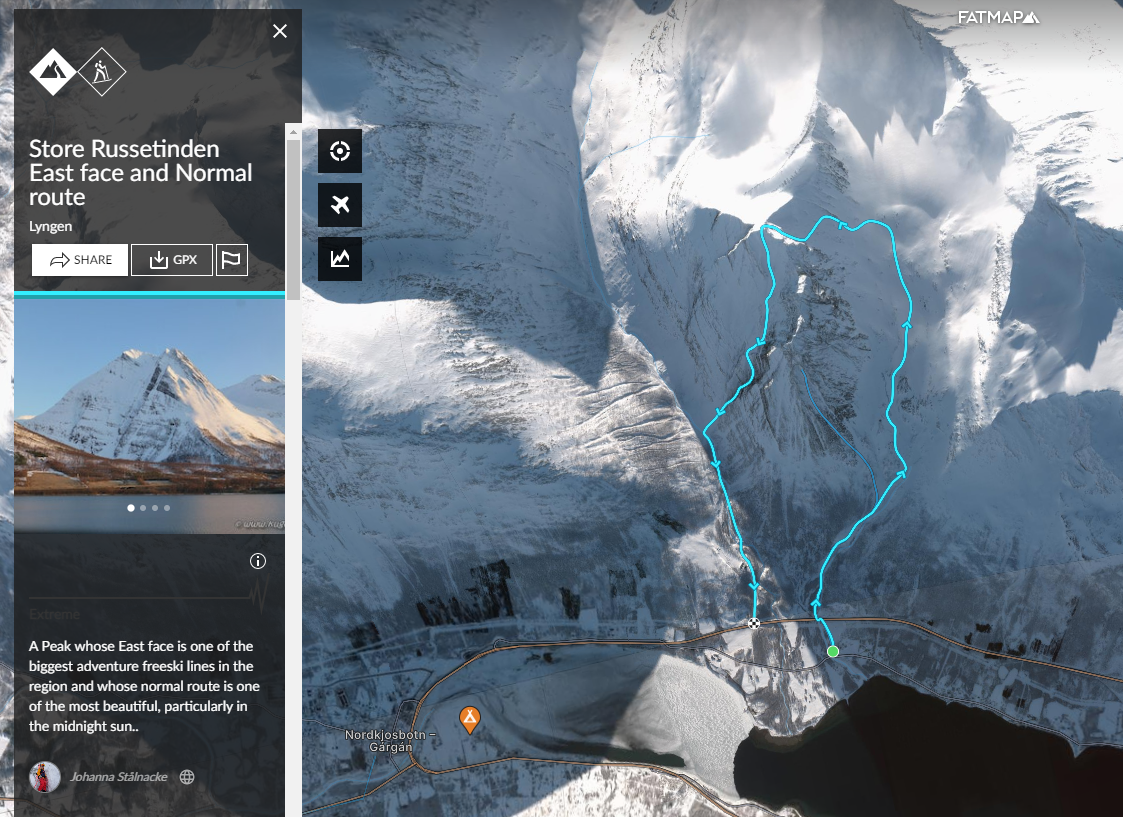 FATMAP
Store Russetinden
East face and Normal
route
Lyngen
SHARE
GPX
Extreme
A Peak whose East face is one of the
biggest adventure freeski lines in the
region and whose normal route is one
of the most beautiful, particularly in
the midnight sun..
Johanna Stålnacke
Nordkjosbotn –
Gárgán